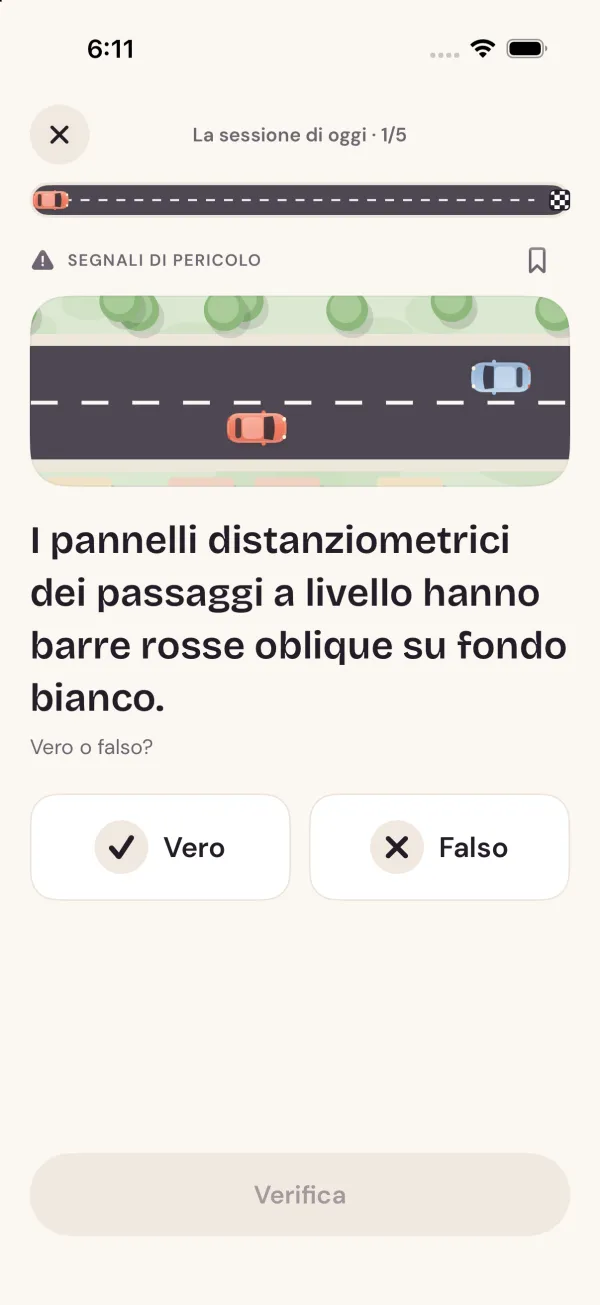 6:11
La sessione di oggi · 1/5
SEGNALI DI PERICOLO
I pannelli distanziometrici
dei passaggi a livello hanno
barre rosse oblique su fondo
bianco.
Vero o falso?
Vero
Falso
Verifica